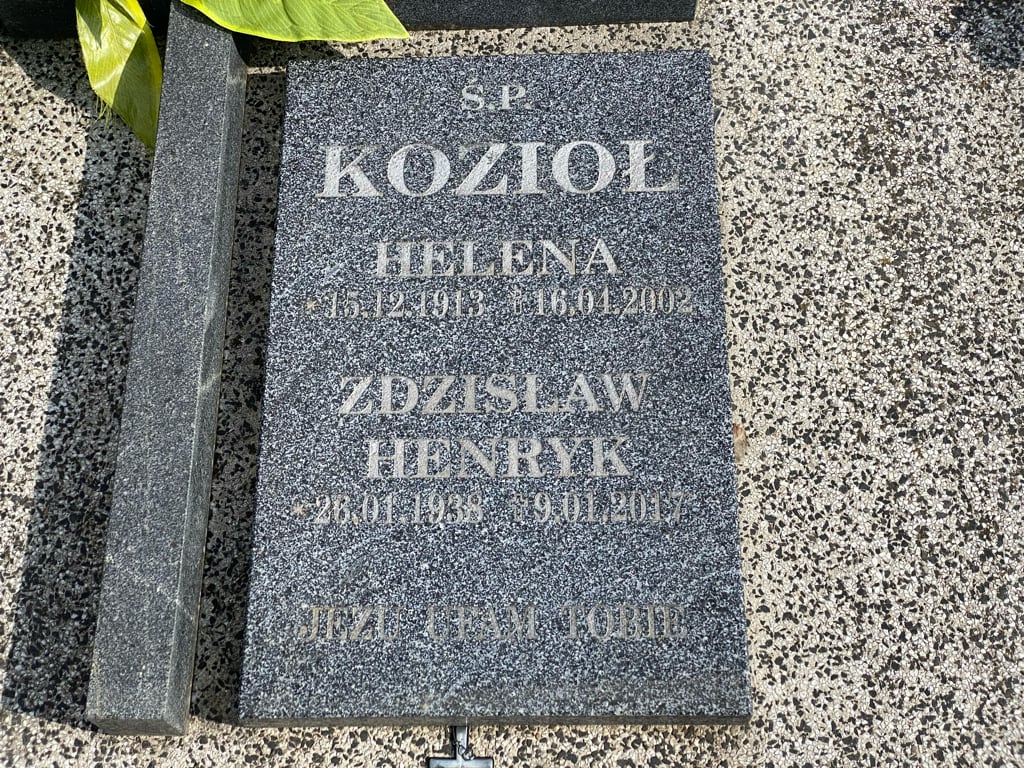 Ś.P.
KOZIOŁ
HELENA
*15.12.1913 †16.04.2002
ZDZISŁAW
HENRYK
*26.01.1938 †9.01.2017
JEZU UFAM TOBIE